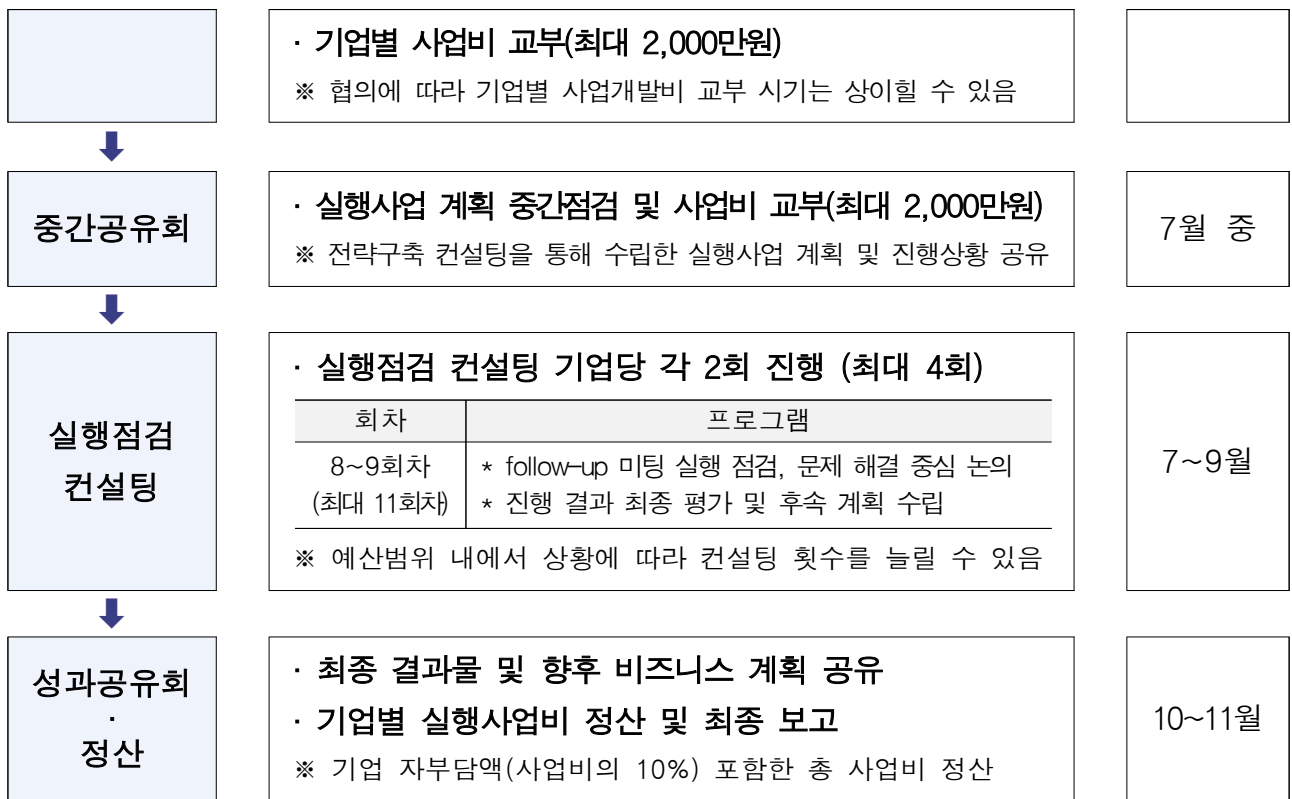 · 기업별 사업비 교부(최대 2,000만원)
※ 협의에 따라 기업별 사업개발비 교부 시기는 상이힐 수 있음
중간공유회
· 실행사업 계획 중간점검 및 사업비 교부(최대 2,000만원)
※ 전략구축 컨설팅을 통해 수립한 실행사업 계획 및 진행상황 공유
7월 중
실행점검
컨설팅
· 실행점검 컨설팅 기업당 각 2회 진행 (최대 4회)
회차
프로그램
8~9회차
(최대 11회차)
* follow-up 미팅 실행 점검, 문제 해결 중심 논의
* 진행 결과 최종 평가 및 후속 계획 수립
※ 예산범위 내에서 상황에 따라 컨설팅 횟수를 늘릴 수 있음
7~9월
성과공유회
·
정산
· 최종 결과물 및 향후 비즈니스 계획 공유
· 기업별 실행사업비 정산 및 최종 보고
※ 기업 자부담액(사업비의 10%) 포함한 총 사업비 정산
10~11월